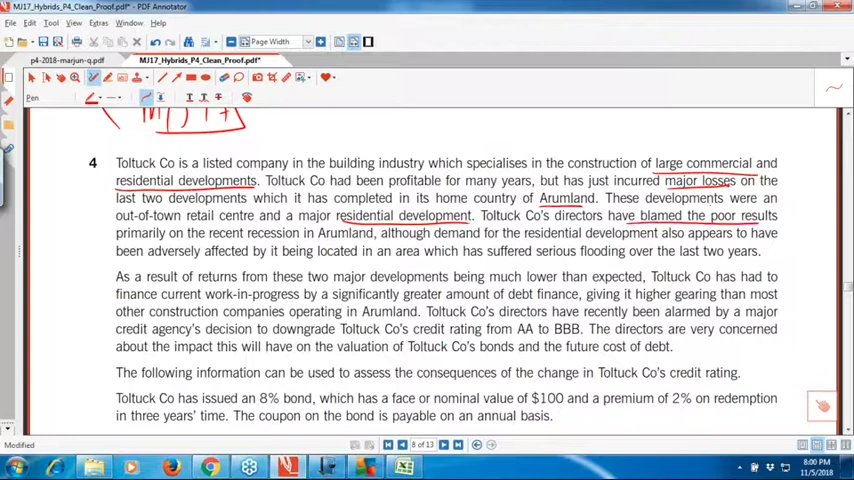 MJ17_Hybrids_P4_Clean_Proof.pdf* - PDF Annotator
File Edit Tool View Extras Window Help
Page Width
p4-2018-marjun-q.pdf MJ17_Hybrids_P4_Clean_Proof.pdf*
Pen
4 Toltuck Co is a listed company in the building industry which specialises in the construction of large commercial and
residential developments. Toltuck Co had been profitable for many years, but has just incurred major losses on the
last two developments which it has completed in its home country of Arumland. These developments were an
out-of-town retail centre and a major residential development. Toltuck Co's directors have blamed the poor results
primarily on the recent recession in Arumland, although demand for the residential development also appears to have
been adversely affected by it being located in an area which has suffered serious flooding over the last two years.
As a result of returns from these two major developments being much lower than expected, Toltuck Co has had to
finance current work-in-progress by a significantly greater amount of debt finance, giving it higher gearing than most
other construction companies operating in Arumland. Toltuck Co's directors have recently been alarmed by a major
credit agency's decision to downgrade Toltuck Co's credit rating from AA to BBB. The directors are very concerned
about the impact this will have on the valuation of Toltuck Co's bonds and the future cost of debt.
The following information can be used to assess the consequences of the change in Toltuck Co's credit rating.
Toltuck Co has issued an 8% bond, which has a face or nominal value of $100 and a premium of 2% on redemption
in three years' time. The coupon on the bond is payable on an annual basis.
Modified
8 of 13
8:00 PM
11/5/2018